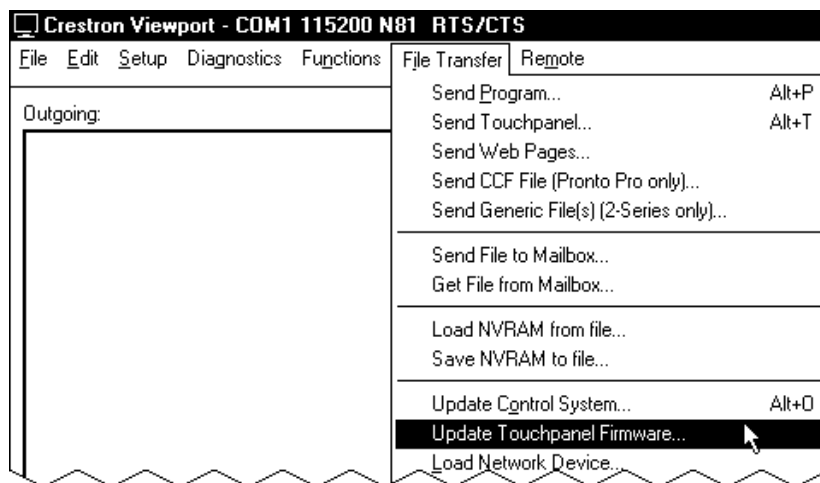 Crestron Viewport - COM1 115200 N81 RTS/CTS
File Edit Setup Diagnostics Functions File Transfer Remote
Outgoing:
Send Program... Alt+P
Send Touchpanel... Alt+T
Send Web Pages...
Send CCF File (Pronto Pro only)...
Send Generic File(s) (2-Series only)...
Send File to Mailbox...
Get File from Mailbox...
Load NVRAM from file...
Save NVRAM to file...
Update Control System... Alt+O
Update Touchpanel Firmware...
Load Network Device...